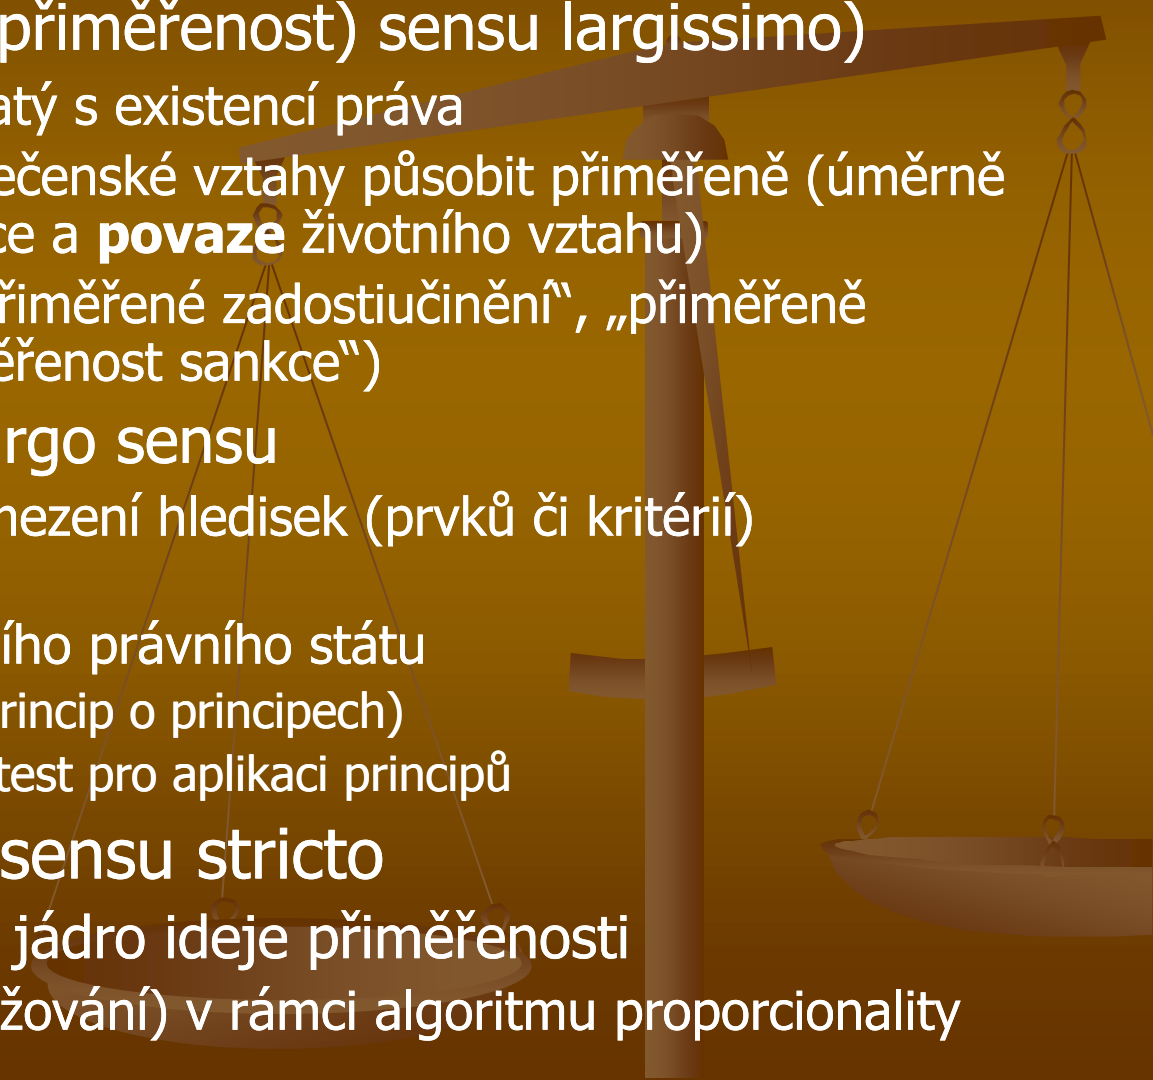 přiměřenost) sensu largissimo)
atý s existencí práva
ečenské vztahy působit přiměřeně (úměrně
ce a povaze životního vztahu)
řiměřené zadostiučinění“, „přiměřeně
ěřenost sankce“)
rgo sensu
mezení hledisek (prvků či kritérií)
ího právního státu
rincip o principech)
test pro aplikaci principů
sensu stricto
jádro ideje přiměřenosti
žování) v rámci algoritmu proporcionality